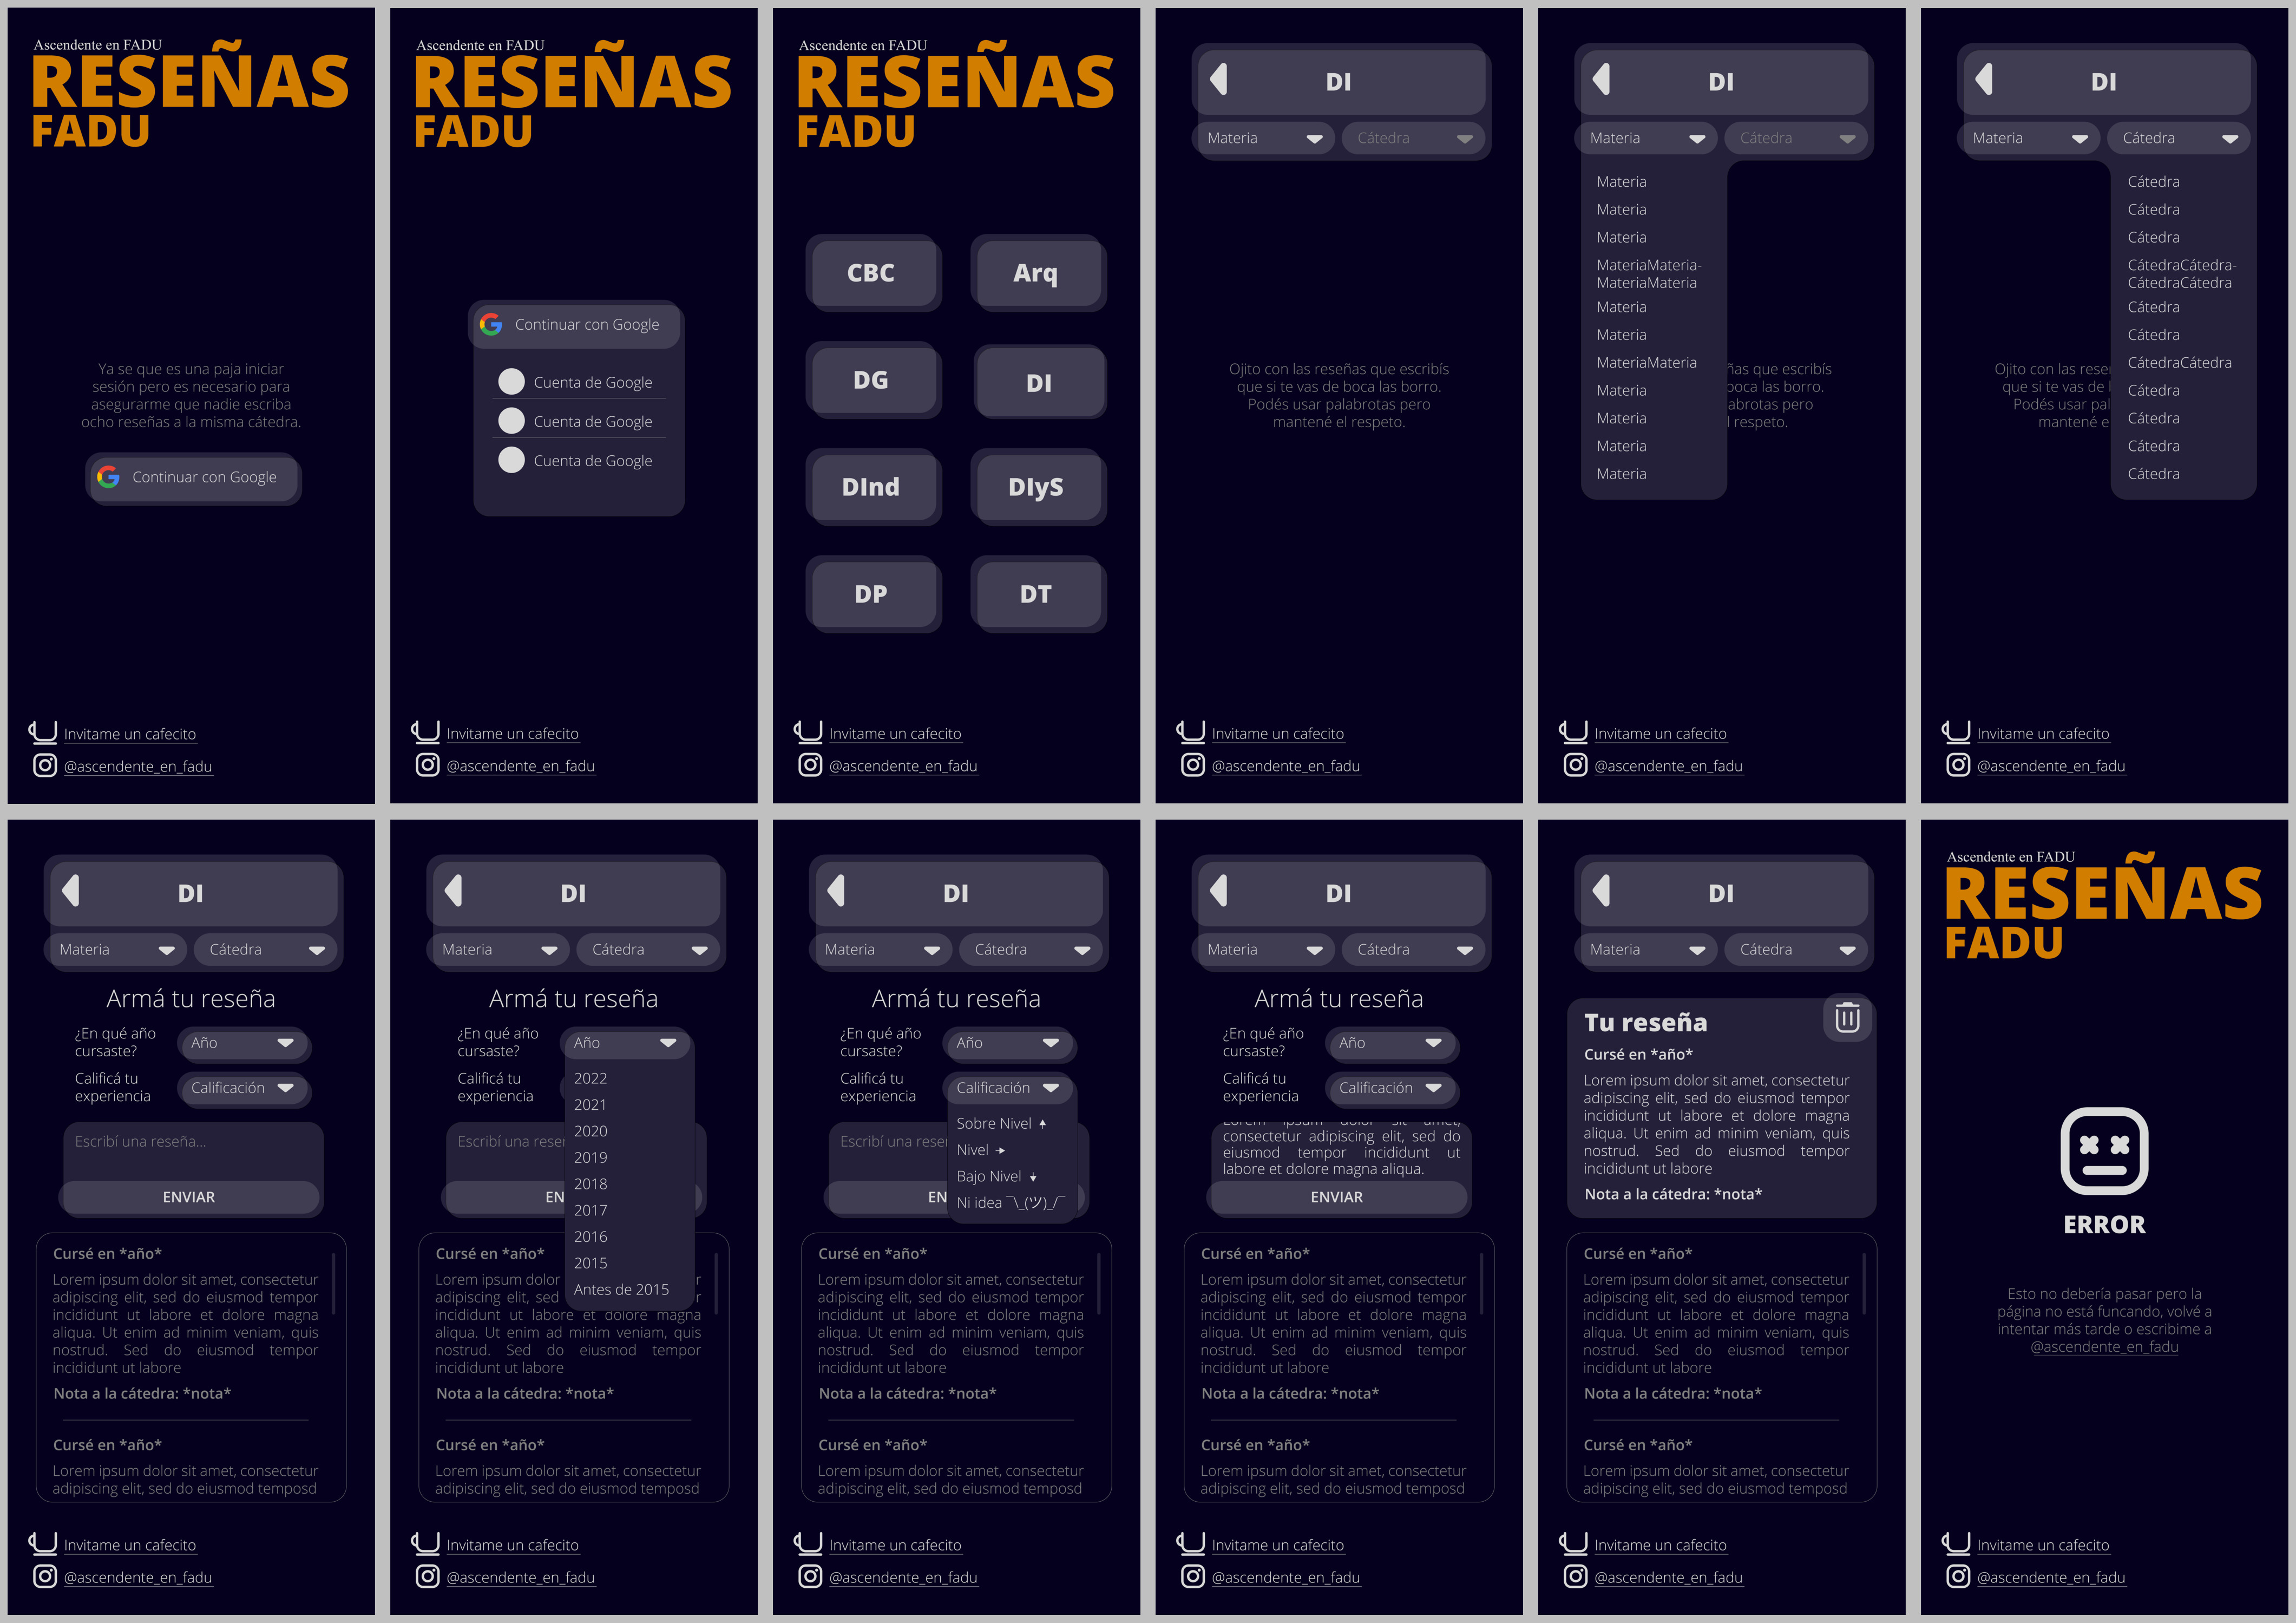 Ascendente en FADU
RESEÑAS
FADU
Ya se que es una paja iniciar
sesión pero es necesario para
asegurarme que nadie escriba
ocho reseñas a la misma cátedra.
Continuar con Google
Invitame un cafecito
@ascendente_en_fadu
Ascendente en FADU
RESEÑAS
FADU
Continuar con Google
Cuenta de Google
Cuenta de Google
Cuenta de Google
Invitame un cafecito
@ascendente_en_fadu
Ascendente en FADU
RESEÑAS
FADU
CBC
Arq
DG
DI
DInd
DIyS
DP
DT
Invitame un cafecito
@ascendente_en_fadu
DI
Materia
Cátedra
Ojito con las reseñas que escribís
que si te vas de boca las borro.
Podés usar palabrotas pero
mantené el respeto.
Invitame un cafecito
@ascendente_en_fadu
DI
Materia
Cátedra
Materia
Materia
Materia
MateriaMateria-
MateriaMateria
Materia
Materia
MateriaMateria
Materia
Materia
Materia
Materia
ñas que escribís
boca las borro.
abrotas pero
l respeto.
Invitame un cafecito
@ascendente_en_fadu
DI
Materia
Cátedra
Cátedra
Cátedra
Cátedra
CátedraCátedra-
CátedraCátedra
Cátedra
Cátedra
CátedraCátedra
Cátedra
Cátedra
Cátedra
Cátedra
Ojito con las rese
que si te vas de
Podés usar pal
mantené e
Invitame un cafecito
@ascendente_en_fadu
DI
Materia
Cátedra
Armá tu reseña
¿En qué año
cursaste?
Año
Calificá tu
experiencia
Calificación
Escribí una reseña...
ENVIAR
Cursé en *año*
Lorem ipsum dolor sit amet, consectetur
adipiscing elit, sed do eiusmod tempor
incididunt ut labore et dolore magna
aliqua. Ut enim ad minim veniam, quis
nostrud. Sed do eiusmod tempor
incididunt ut labore
Nota a la cátedra: *nota*
Cursé en *año*
Lorem ipsum dolor sit amet, consectetur
adipiscing elit, sed do eiusmod temposd
Invitame un cafecito
@ascendente_en_fadu
DI
Materia
Cátedra
Armá tu reseña
¿En qué año
cursaste?
Año
Calificá tu
experiencia
2022
2021
2020
2019
2018
2017
2016
2015
Antes de 2015
Escribí una rese
EN
Cursé en *año*
Lorem ipsum dolor r
adipiscing elit, sed r
incididunt ut labore et dolore magna
aliqua. Ut enim ad minim veniam, quis
nostrud. Sed do eiusmod tempor
incididunt ut labore
Nota a la cátedra: *nota*
Cursé en *año*
Lorem ipsum dolor sit amet, consectetur
adipiscing elit, sed do eiusmod temposd
Invitame un cafecito
@ascendente_en_fadu
DI
Materia
Cátedra
Armá tu reseña
¿En qué año
cursaste?
Año
Calificá tu
experiencia
Calificación
Sobre Nivel
Nivel
Bajo Nivel
Ni idea ¯\_(ツ)_/¯
Escribí una rese
EN
Cursé en *año*
Lorem ipsum dolor sit amet, consectetur
adipiscing elit, sed do eiusmod tempor
incididunt ut labore et dolore magna
aliqua. Ut enim ad minim veniam, quis
nostrud. Sed do eiusmod tempor
incididunt ut labore
Nota a la cátedra: *nota*
Cursé en *año*
Lorem ipsum dolor sit amet, consectetur
adipiscing elit, sed do eiusmod temposd
Invitame un cafecito
@ascendente_en_fadu
DI
Materia
Cátedra
Armá tu reseña
¿En qué año
cursaste?
Año
Calificá tu
experiencia
Calificación
Lorem ipsum dolor sit amet,
consectetur adipiscing elit, sed do
eiusmod tempor incididunt ut
labore et dolore magna aliqua.
ENVIAR
Cursé en *año*
Lorem ipsum dolor sit amet, consectetur
adipiscing elit, sed do eiusmod tempor
incididunt ut labore et dolore magna
aliqua. Ut enim ad minim veniam, quis
nostrud. Sed do eiusmod tempor
incididunt ut labore
Nota a la cátedra: *nota*
Cursé en *año*
Lorem ipsum dolor sit amet, consectetur
adipiscing elit, sed do eiusmod temposd
Invitame un cafecito
@ascendente_en_fadu
DI
Materia
Cátedra
Tu reseña
Cursé en *año*
Lorem ipsum dolor sit amet, consectetur
adipiscing elit, sed do eiusmod tempor
incididunt ut labore et dolore magna
aliqua. Ut enim ad minim veniam, quis
nostrud. Sed do eiusmod tempor
incididunt ut labore
Nota a la cátedra: *nota*
Cursé en *año*
Lorem ipsum dolor sit amet, consectetur
adipiscing elit, sed do eiusmod tempor
incididunt ut labore et dolore magna
aliqua. Ut enim ad minim veniam, quis
nostrud. Sed do eiusmod tempor
incididunt ut labore
Nota a la cátedra: *nota*
Cursé en *año*
Lorem ipsum dolor sit amet, consectetur
adipiscing elit, sed do eiusmod temposd
Invitame un cafecito
@ascendente_en_fadu
Ascendente en FADU
RESEÑAS
FADU
ERROR
Esto no debería pasar pero la
página no está funcando, volvé a
intentar más tarde o escribime a
@ascendente_en_fadu
Invitame un cafecito
@ascendente_en_fadu